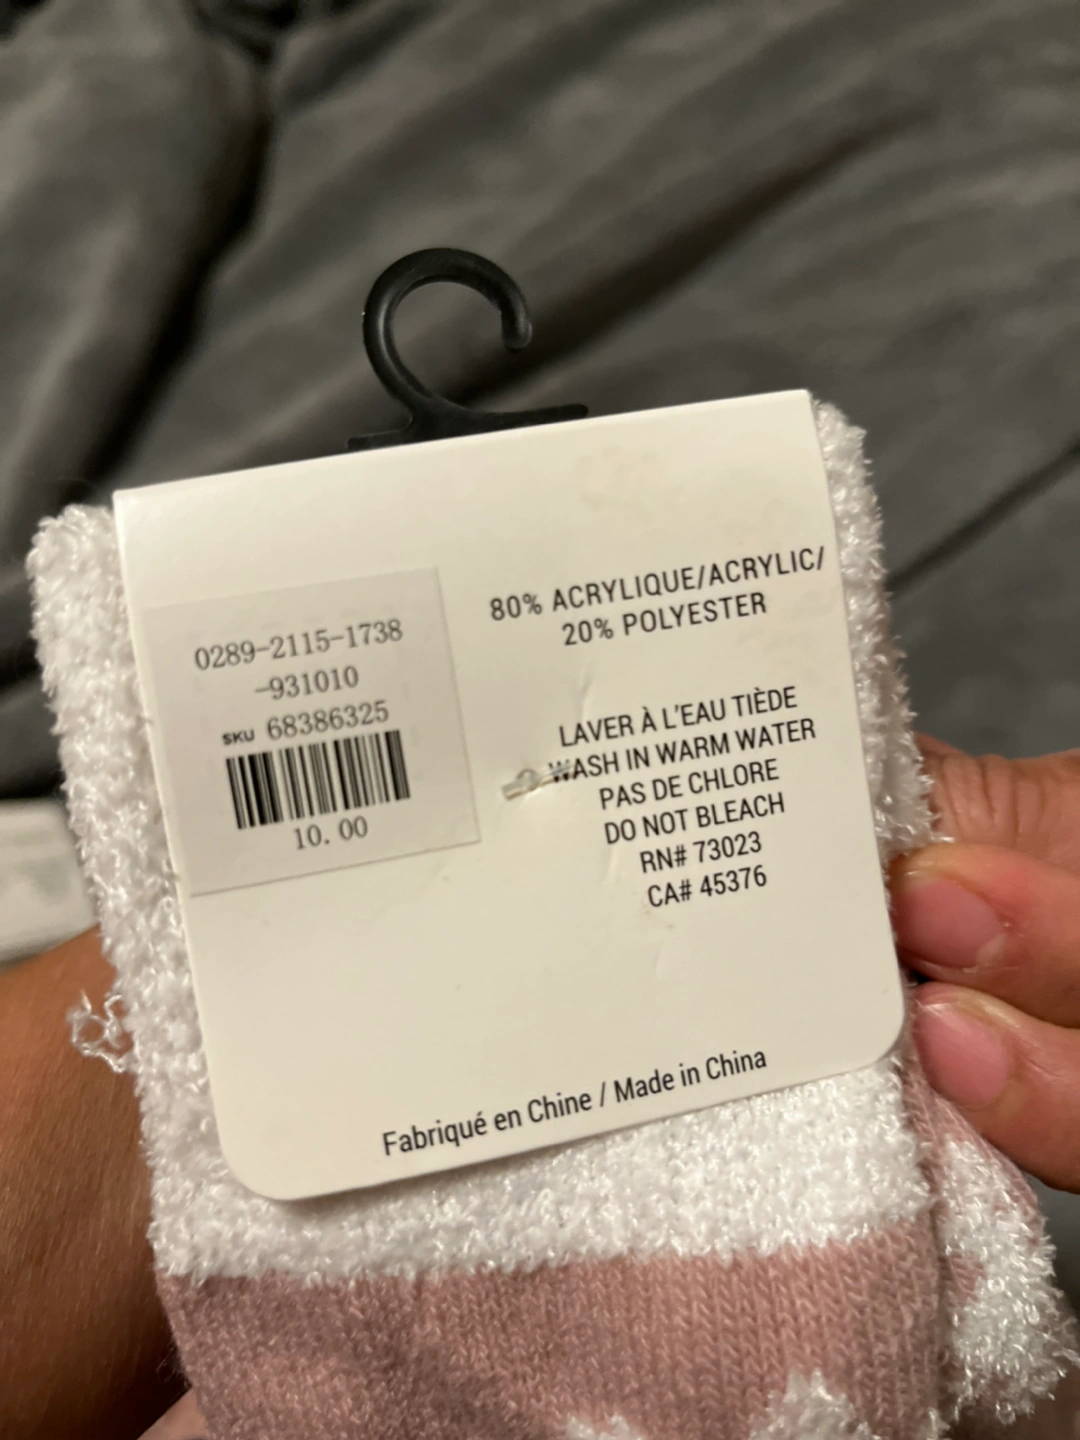 0289-2115-1738
-931010
SKU 68386325
10.00
80% ACRYLIQUE/ACRYLIC/
20% POLYESTER
LAVER À L'EAU TIÈDE
WASH IN WARM WATER
PAS DE CHLORE
DO NOT BLEACH
RN# 73023
CA# 45376
Fabriqué en Chine / Made in China